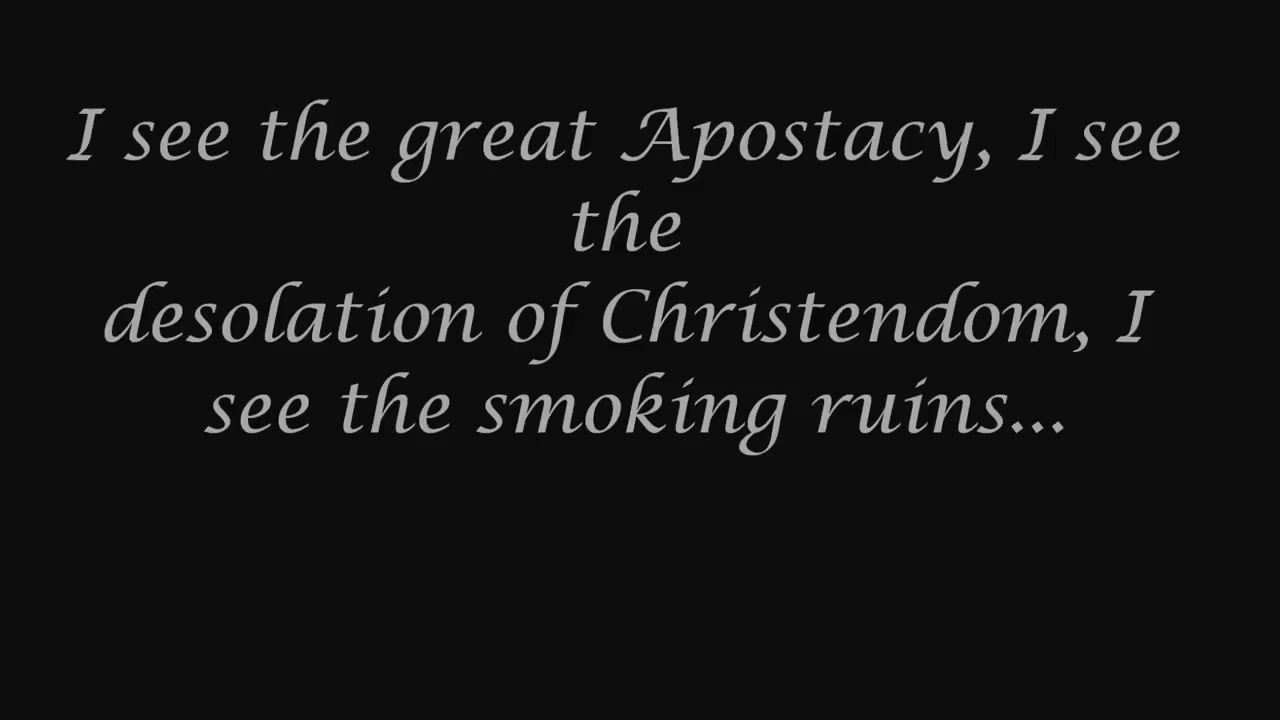 I see the great Apostacy, I see
the
desolation of Christendom, I
see the smoking ruins...